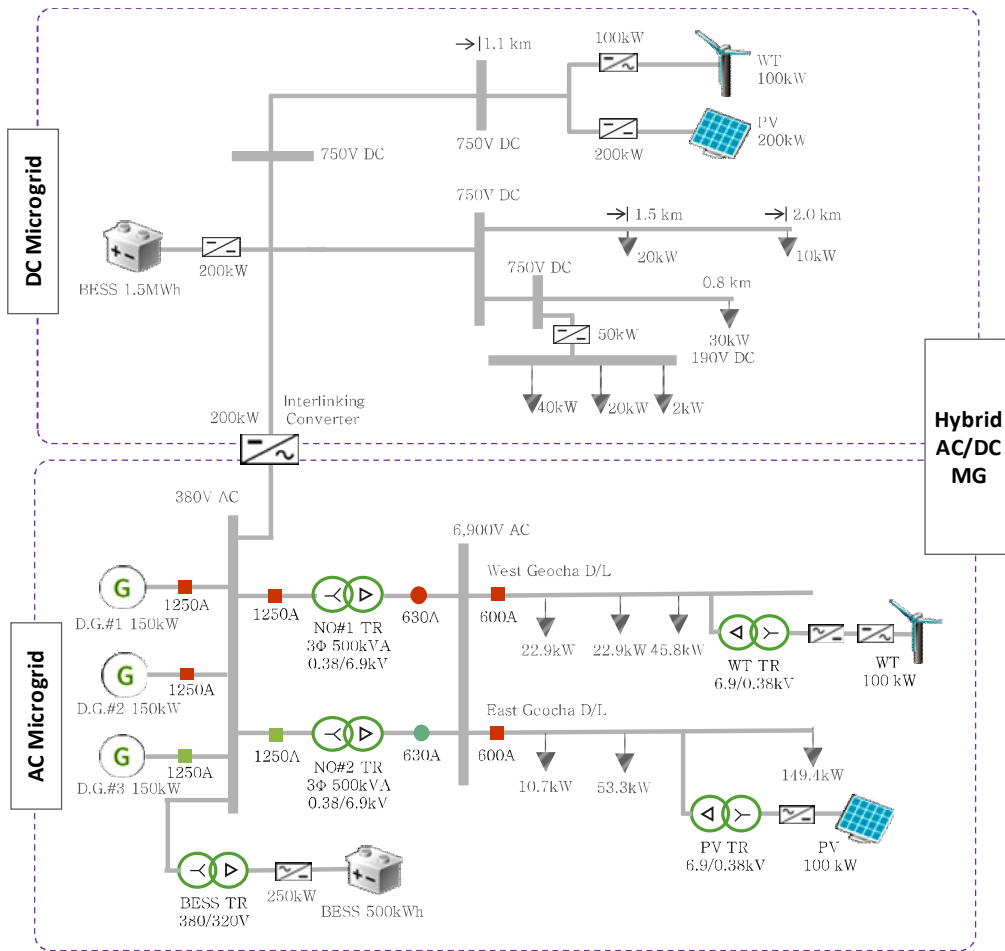 DC Microgrid
1.1 km
750V DC
100kW
WT
100kW
200kW
PV
200kW
750V DC
BESS 1.5MWh
200kW
750V DC
1.5 km
20kW
2.0 km
10kW
750V DC
0.8 km
30kW
50kW
190V DC
40kW
20kW
2kW
200kW
Interlinking
Converter
Hybrid
AC/DC
MG
AC Microgrid
380V AC
6,900V AC
G
D.G.#1 150kW
1250A
G
D.G.#2 150kW
1250A
G
D.G.#3 150kW
1250A
1250A
NO#1 TR
3Φ 500kVA
0.38/6.9kV
630A
600A
West Geocha D/L
22.9kW
22.9kW
45.8kW
WT TR
6.9/0.38kV
WT
100 kW
1250A
NO#2 TR
3Φ 500kVA
0.38/6.9kV
630A
600A
East Geocha D/L
10.7kW
53.3kW
149.4kW
PV TR
6.9/0.38kV
PV
100 kW
BESS TR
380/320V
250kW
BESS 500kWh